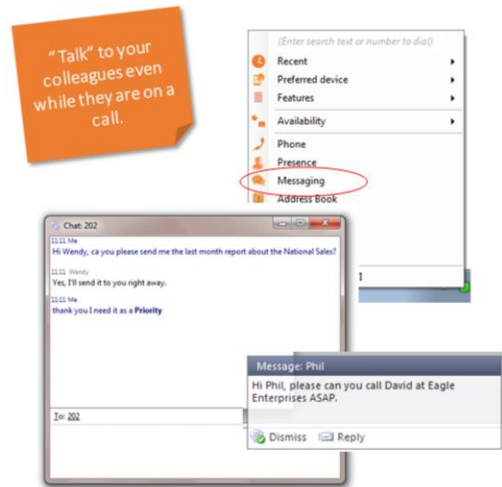 "Talk" to your
colleagues even
while they are on a
call.
(Enter search text or number to dial)
Recent
Preferred device
Features
Availability
Phone
Presence
Messaging
Address Book
Chat: 202
11:11 Me
Hi Wendy, ca you please send me the last month report about the National Sales?
11:11 Wendy
Yes, I'll send it to you right away.
11:11 Me
thank you I need it as a Priority
To: 202
Message: Phil
Hi Phil, please can you call David at Eagle
Enterprises ASAP.
Dismiss Reply